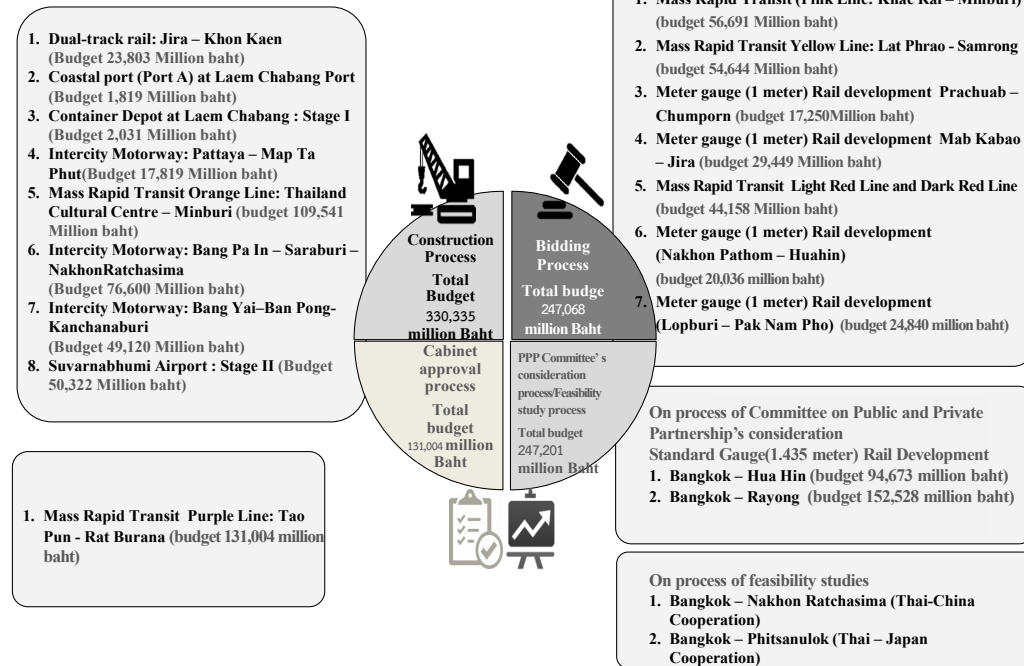 1. Dual-track rail: Jira – Khon Kaen
(Budget 23,803 Million baht)
2. Coastal port (Port A) at Laem Chabang Port
(Budget 1,819 Million baht)
3. Container Depot at Laem Chabang : Stage I
(Budget 2,031 Million baht)
4. Intercity Motorway: Pattaya – Map Ta
Phut(Budget 17,819 Million baht)
5. Mass Rapid Transit Orange Line: Thailand
Cultural Centre – Minburi (budget 109,541
Million baht)
6. Intercity Motorway: Bang Pa In – Saraburi –
NakhonRatchasima
(Budget 76,600 Million baht)
7. Intercity Motorway: Bang Yai–Ban Pong-
Kanchanaburi
(Budget 49,120 Million baht)
8. Suvarnabhumi Airport : Stage II (Budget
50,322 Million baht)
1. Mass Rapid Transit Purple Line: Tao
Pun - Rat Burana (budget 131,004 million
baht)
Construction
Process
Total
Budget
330,335
million Baht
Bidding
Process
Total budge
247,068
million Baht
Cabinet
approval
process
Total
budget
131,004 million
Baht
PPP Committee' s
consideration
process/Feasibility
study process
Total budget
247,201
million Baht
1. Mass Rapid Transit (Pink Line: Khae Rai – Minburi)
(budget 56,691 Million baht)
2. Mass Rapid Transit Yellow Line: Lat Phrao - Samrong
(budget 54,644 Million baht)
3. Meter gauge (1 meter) Rail development Prachuab –
Chumporn (budget 17,250Million baht)
4. Meter gauge (1 meter) Rail development Mab Kabao
– Jira (budget 29,449 Million baht)
5. Mass Rapid Transit Light Red Line and Dark Red Line
(budget 44,158 Million baht)
6. Meter gauge (1 meter) Rail development
(Nakhon Pathom – Huahin)
(budget 20,036 million baht)
7. Meter gauge (1 meter) Rail development
(Lopburi – Pak Nam Pho) (budget 24,840 million baht)
On process of Committee on Public and Private
Partnership's consideration
Standard Gauge(1.435 meter) Rail Development
1. Bangkok – Hua Hin (budget 94,673 million baht)
2. Bangkok – Rayong (budget 152,528 million baht)
On process of feasibility studies
1. Bangkok – Nakhon Ratchasima (Thai-China
Cooperation)
2. Bangkok – Phitsanulok (Thai – Japan
Cooperation)